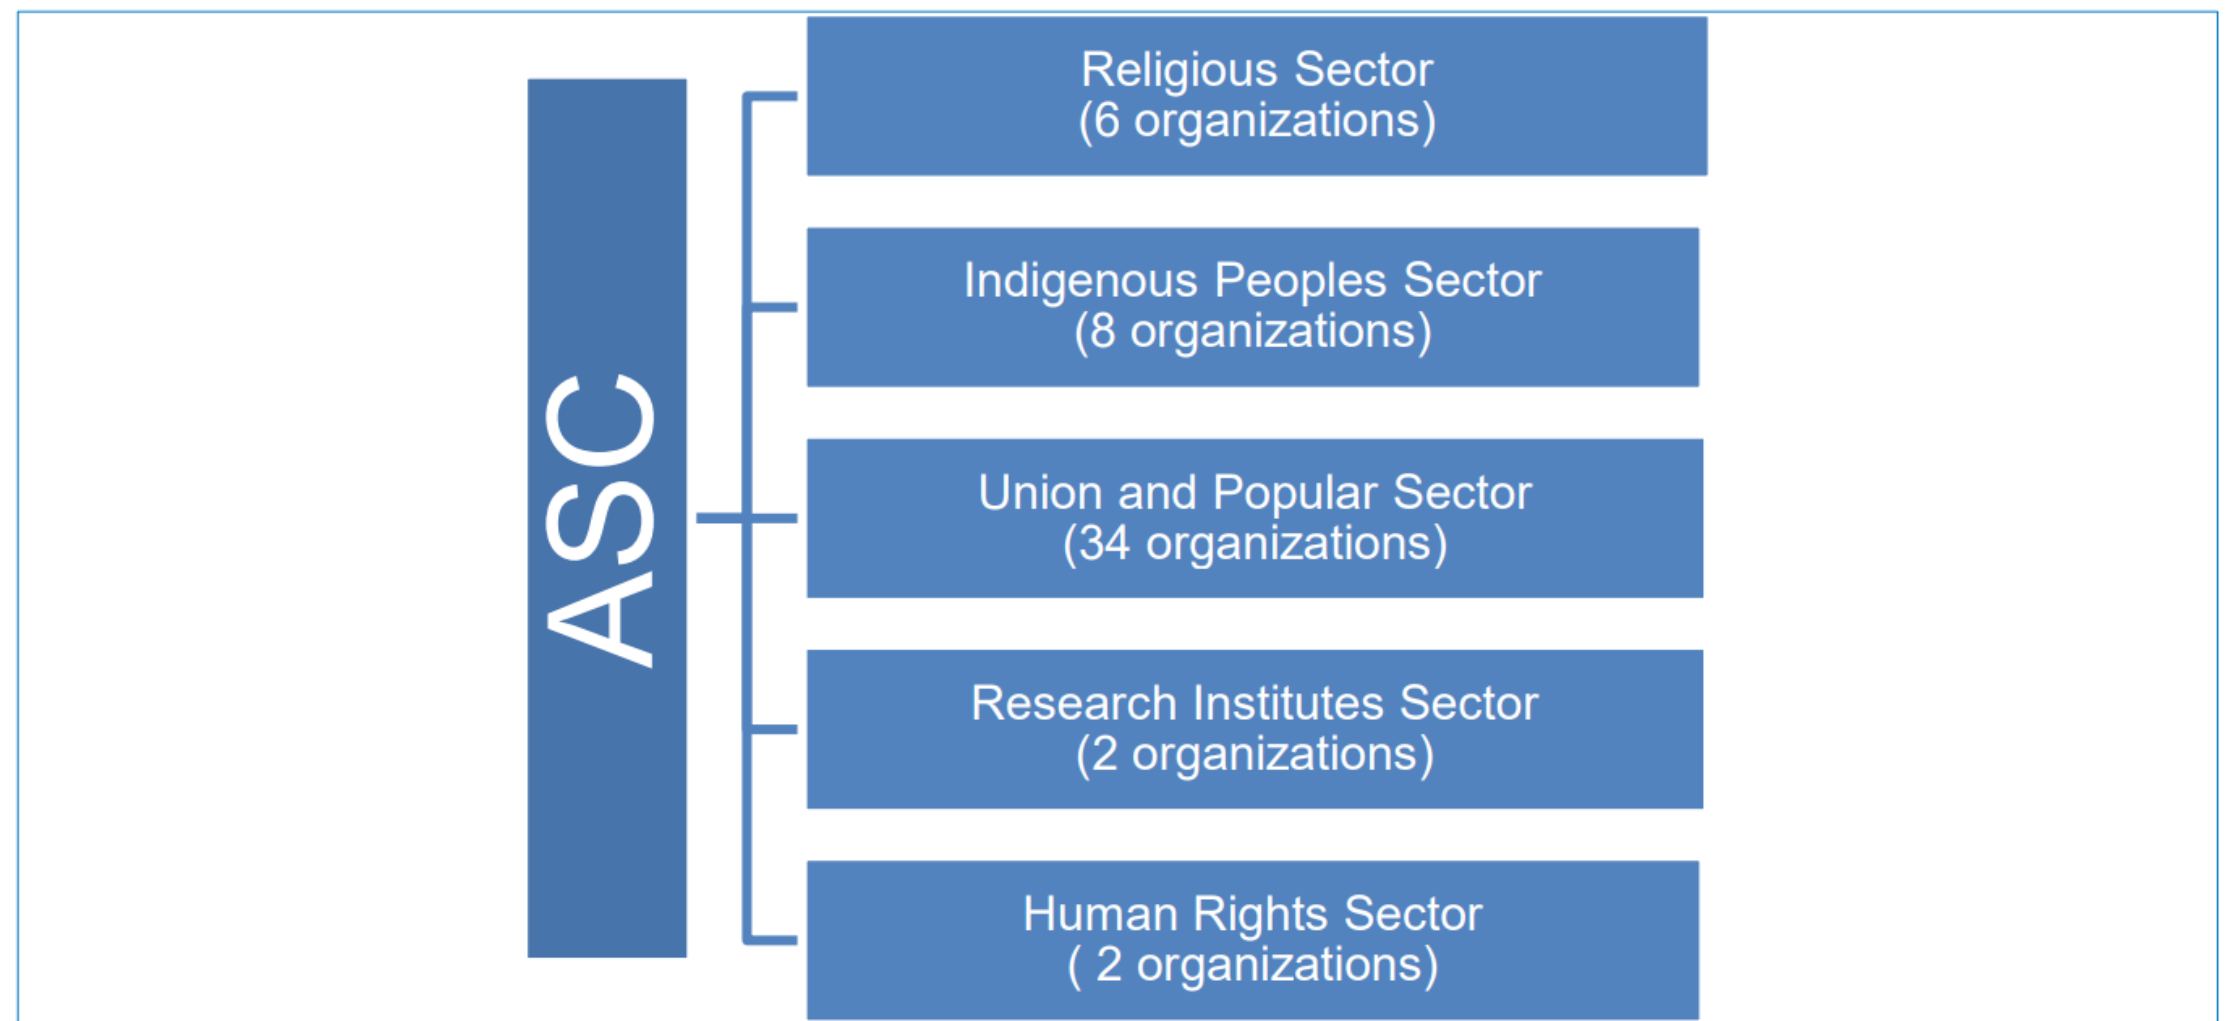 ASC
Religious Sector
(6 organizations)
Indigenous Peoples Sector
(8 organizations)
Union and Popular Sector
(34 organizations)
Research Institutes Sector
(2 organizations)
Human Rights Sector
( 2 organizations)